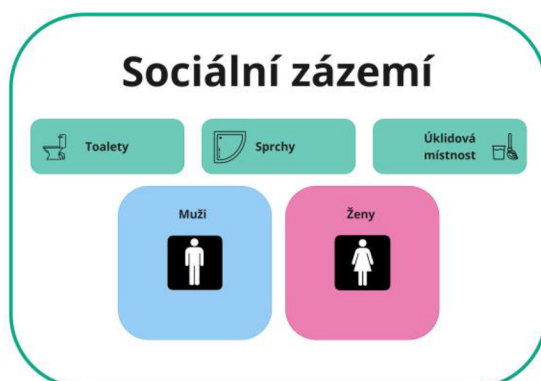 Sociální zázemí
Toalety
Sprchy
Úklidová
místnost
Muži
Ženy